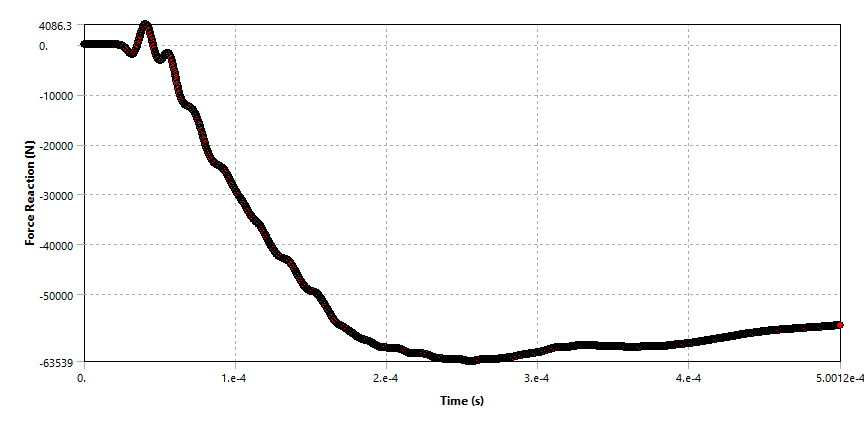 4086.3
0.
-10000
-20000
-30000
-40000
-50000
-63539
Force Reaction (N)
0.
1.e-4
2.e-4
3.e-4
4.e-4
5.0012e-4
Time (s)